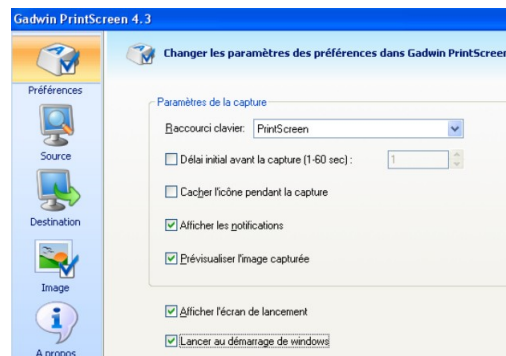 Gadwin PrintScreen 4.3
Changer les paramètres des préférences dans Gadwin PrintScreen
Préférences
Source
Destination
Image
A propos
Paramètres de la capture
Raccourci clavier: PrintScreen
Délai initial avant la capture (1-60 sec) : 1
Cacher l'icône pendant la capture
Afficher les notifications
Prévisualiser l'image capturée
Afficher l'écran de lancement
Lancer au démarrage de windows